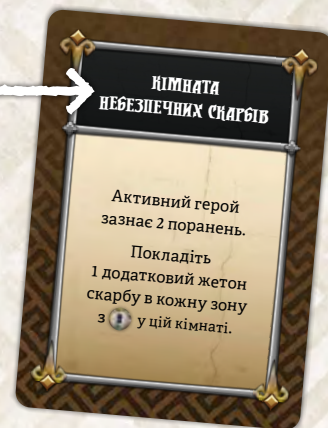 КІМНАТА
НЕБЕЗПЕЧНИХ СКАРБІВ
Активний герой
зазнає 2 поранень.
Покладіть
1 додатковий жетон
скарбу в кожну зону
з у цій кімнаті.